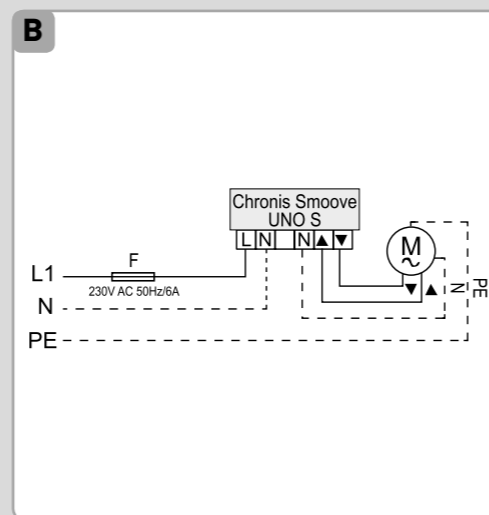 B
Chronis Smoove
UNO S
L N N ▲ ▼
F
L1
230V AC 50Hz/6A
N
PE
M
~
▼ ▲
N
PE